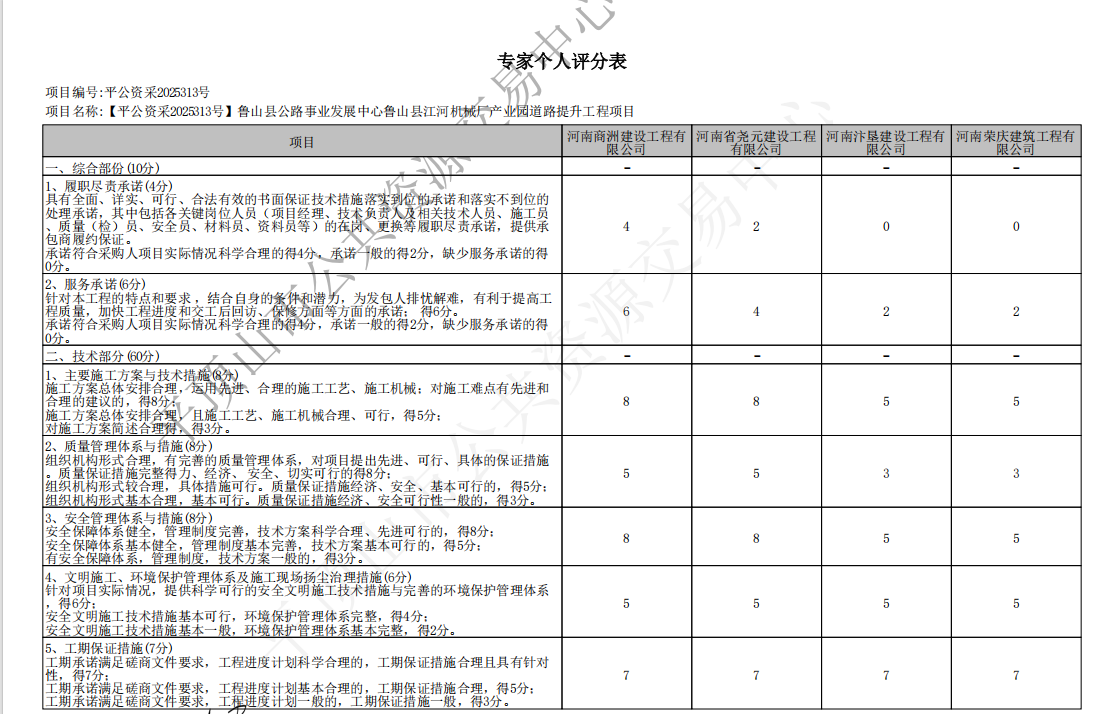 专家个人评分表
项目编号:平公资采2025313号
项目名称:【平公资采2025313号】鲁山县公路事业发展中心鲁山县江河机械厂产业园道路提升工程项目
项目 河南商洲建设工程有限公司 河南省尧元建设工程有限公司 河南汴垦建设工程有限公司 河南荣庆建筑工程有限公司
一、综合部份(10分) - - - -
1、履职尽责承诺(4分)
具有全面、详实、可行、合法有效的书面保证技术措施落实到位的承诺和落实不到位的
处理承诺，其中包括各关键岗位人员（项目经理、技术负责人及相关技术人员、施工员
、质量（检）员、安全员、材料员、资料员等）的在岗、更换等履职尽责承诺，提供承
包商履约保证。
承诺符合采购人项目实际情况科学合理的得4分，承诺一般的得2分，缺少服务承诺的得
0分。
4 2 0 0
2、服务承诺(6分)
针对本工程的特点和要求，结合自身的条件和潜力，为发包人排忧解难，有利于提高工
程质量，加快工程进度和交工后回访、保修方面等方面的承诺； 得6分。
承诺符合采购人项目实际情况科学合理的得4分，承诺一般的得2分，缺少服务承诺的得
0分。
6 4 2 2
二、技术部分(60分) - - - -
1、主要施工方案与技术措施(8分)
施工方案总体安排合理，运用先进、合理的施工工艺、施工机械；对施工难点有先进和
合理的建议的，得8分；
施工方案总体安排合理，且施工工艺、施工机械合理、可行，得5分；
对施工方案简述合理得，得3分。
8 8 5 5
2、质量管理体系与措施(8分)
组织机构形式合理，有完善的质量管理体系，对项目提出先进、可行、具体的保证措施
。质量保证措施完整得力、经济、安全、切实可行的得8分；
组织机构形式较合理，具体措施可行。质量保证措施经济、安全、基本可行的，得5分；
组织机构形式基本合理，基本可行。质量保证措施经济、安全可行性一般的，得3分。
5 5 3 3
3、安全管理体系与措施(8分)
安全保障体系健全，管理制度完善，技术方案科学合理、先进可行的，得8分；
安全保障体系基本健全，管理制度基本完善，技术方案基本可行的，得5分；
有安全保障体系，管理制度，技术方案一般的，得3分。
8 8 5 5
4、文明施工、环境保护管理体系及施工现场扬尘治理措施(6分)
针对项目实际情况，提供科学可行的安全文明施工技术措施与完善的环境保护管理体系
，得6分；
安全文明施工技术措施基本可行，环境保护管理体系完整，得4分；
安全文明施工技术措施基本一般，环境保护管理体系基本完整，得2分。
5 5 5 5
5、工期保证措施(7分)
工期承诺满足磋商文件要求，工程进度计划科学合理的，工期保证措施合理且具有针对
性，得7分；
工期承诺满足磋商文件要求，工程进度计划基本合理的，工期保证措施合理，得5分；
工期承诺满足磋商文件要求，工程进度计划一般的，工期保证措施一般，得3分。
7 7 7 7
平顶山市公共资源交易中心
平顶山市公共资源交易中心